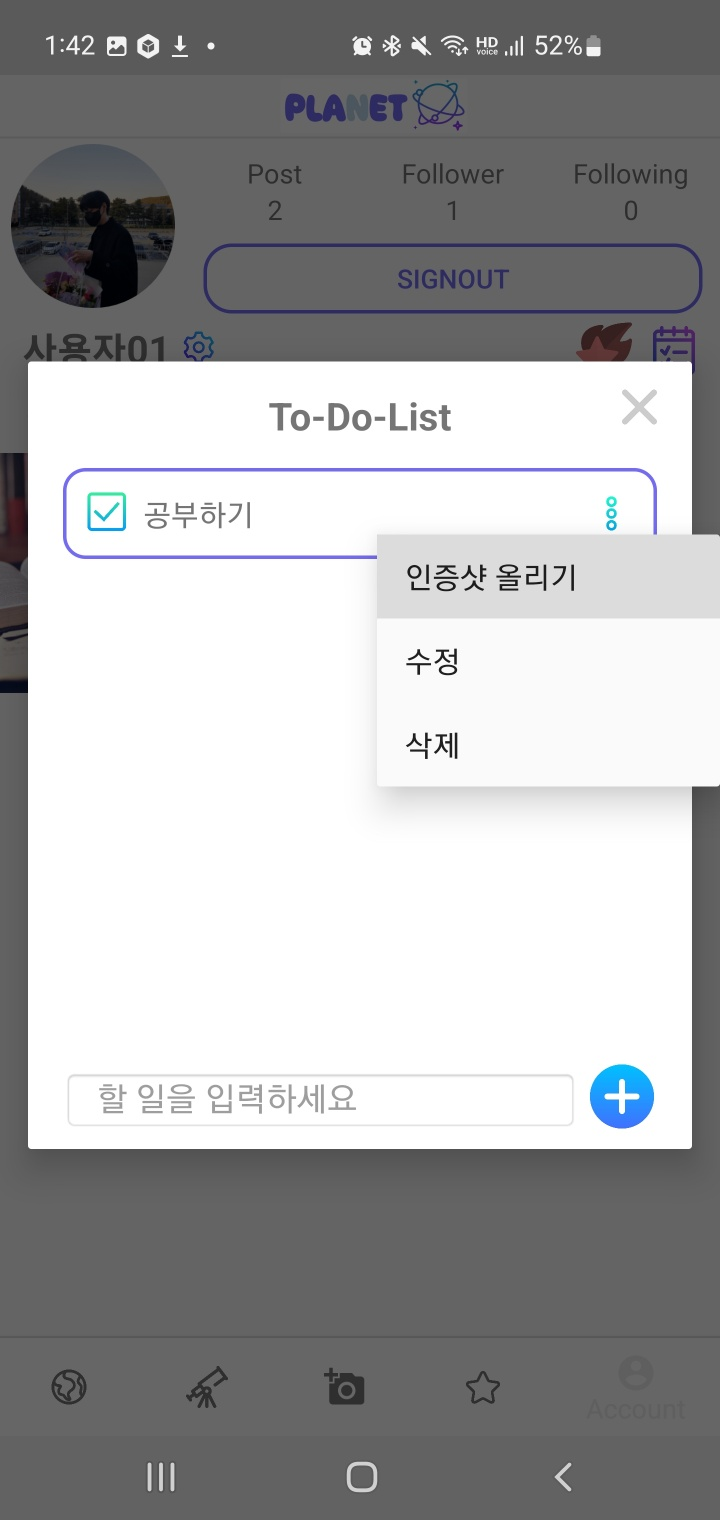 1:42 HD voice 52%
PLANET
Post Follower Following
2 1 0
SIGNOUT
사용자01
To-Do-List
공부하기
인증샷 올리기
수정
삭제
할 일을 입력하세요
Account